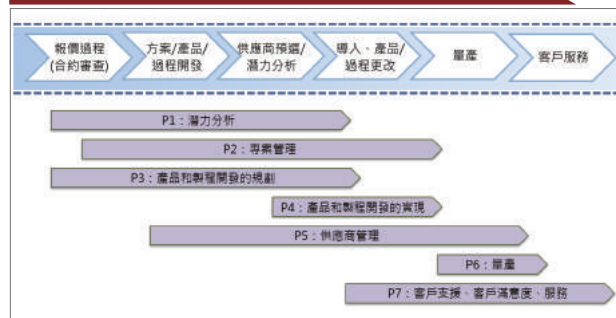 報價過程
(合約審查)
方案/產品/
過程開發
供應商預選/
潛力分析
導入、產品/
過程更改
量產
客戶服務
P1：潛力分析
P2：專案管理
P3：產品和製程開發的規劃
P4：產品和製程開發的實現
P5：供應商管理
P6：量產
P7：客戶支援、客戶滿意度、服務